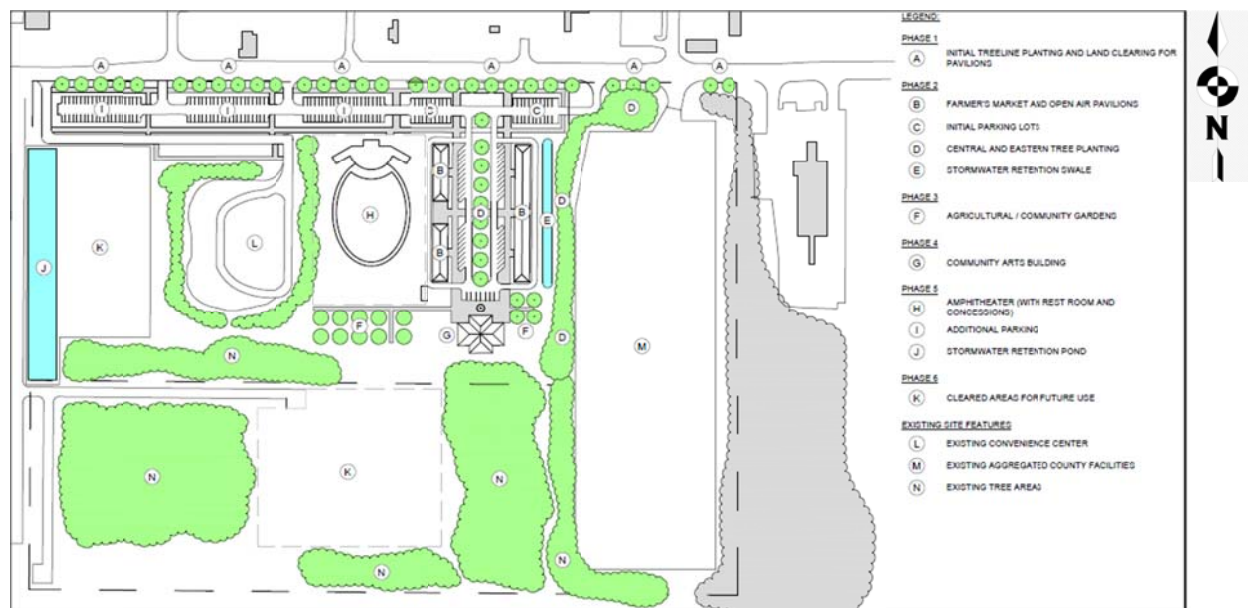 LEGEND:
PHASE 1
A INITIAL TREELINE PLANTING AND LAND CLEARING FOR
PAVILIONS
PHASE 2
B FARMER'S MARKET AND OPEN AIR PAVILIONS
C INITIAL PARKING LOTS
D CENTRAL AND EASTERN TREE PLANTING
E STORMWATER RETENTION SWALE
PHASE 3
F AGRICULTURAL / COMMUNITY GARDENS
PHASE 4
G COMMUNITY ARTS BUILDING
PHASE 5
H AMPHITHEATER (WITH REST ROOM AND
CONCESSIONS)
I ADDITIONAL PARKING
J STORMWATER RETENTION POND
PHASE 6
K CLEARED AREAS FOR FUTURE USE
EXISTING SITE FEATURES
L EXISTING CONVENIENCE CENTER
M EXISTING AGGREGATED COUNTY FACILITIES
N EXISTING TREE AREAS
N
A A A A A A
I I I C C D
B
D
H D B E
K L
J
B
F G F D M
N
N K N
N N